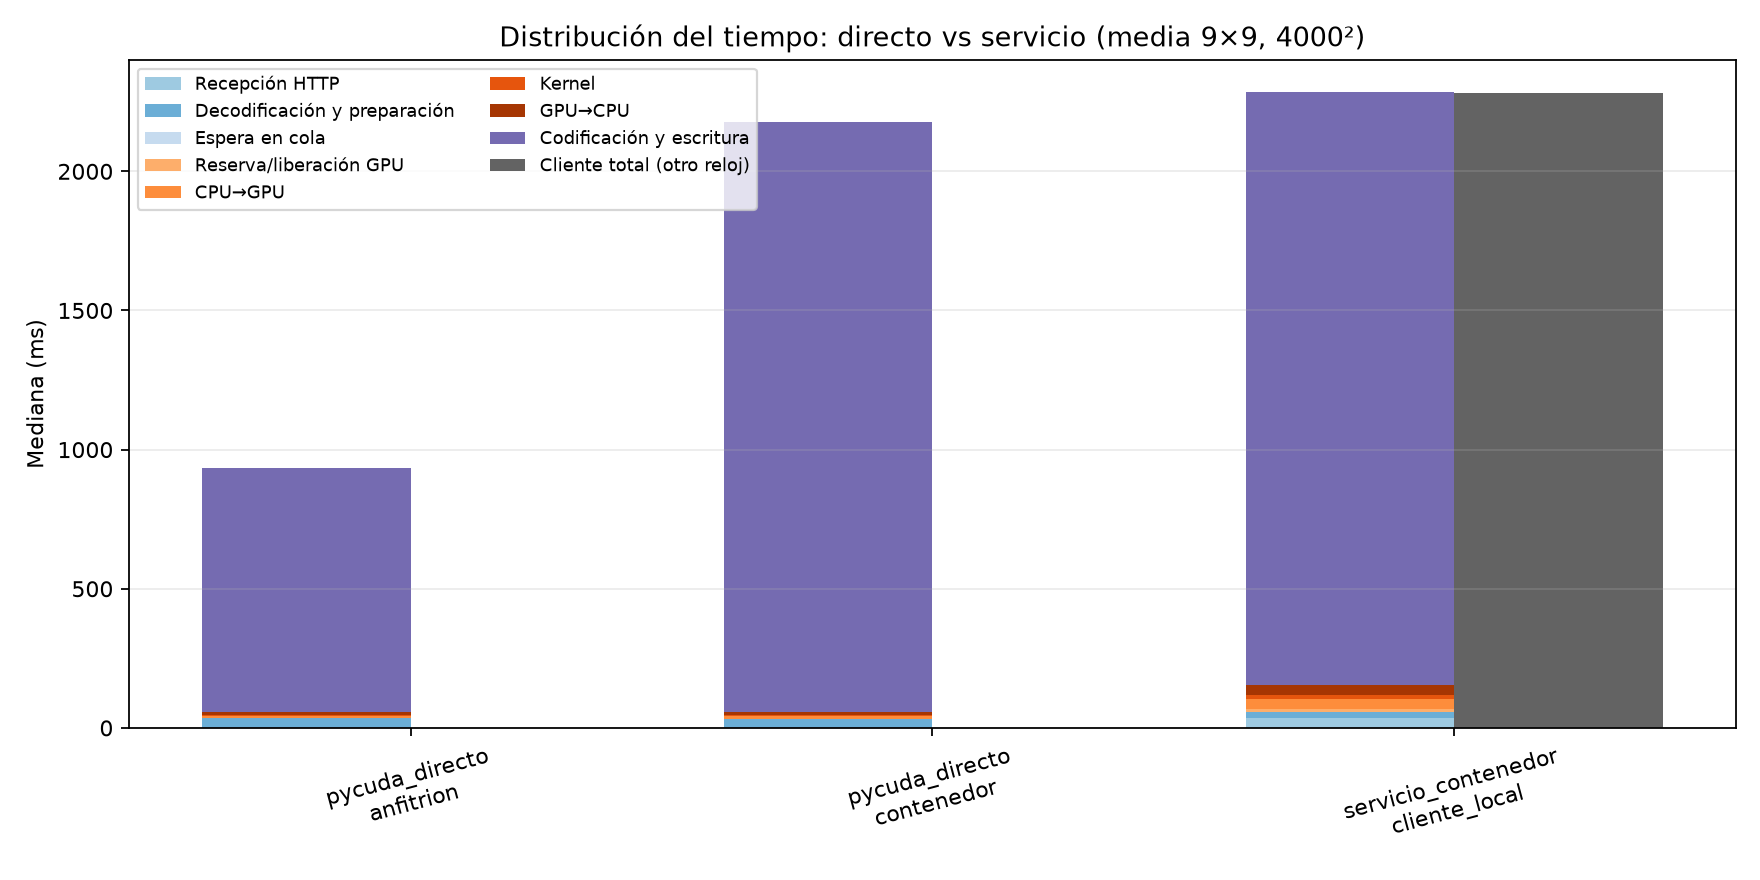 Distribución del tiempo: directo vs servicio (media 9×9, 4000²)
Recepción HTTP
Decodificación y preparación
Espera en cola
Reserva/liberación GPU
CPU→GPU
Kernel
GPU→CPU
Codificación y escritura
Cliente total (otro reloj)
Mediana (ms)
2000
1500
1000
500
0
pycuda_directo
anfitrion
pycuda_directo
contenedor
servicio_contenedor
cliente_local